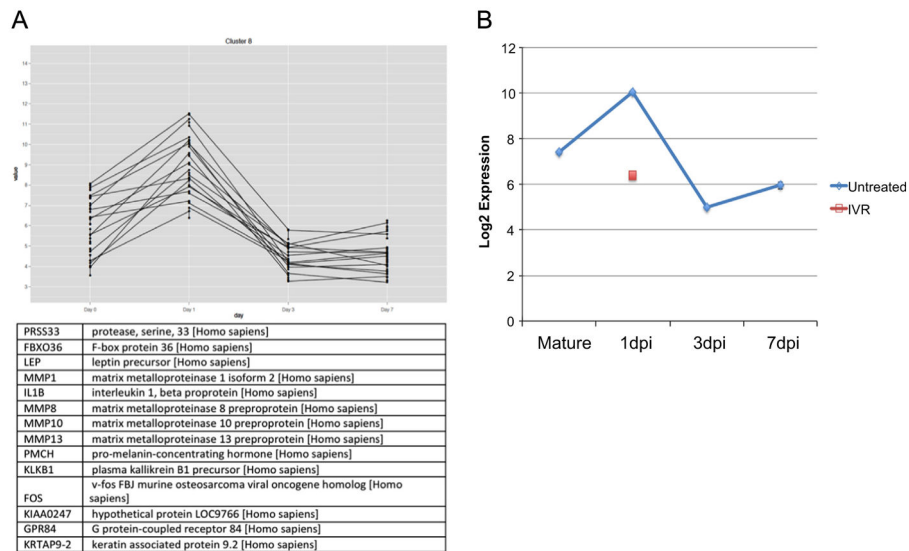 A
Cluster 8
14
13
12
11
10
9
8
7
6
5
4
3
value
Day 0 Day 1 Day 3 Day 7
day
PRSS33 protease, serine, 33 [Homo sapiens]
FBXO36 F-box protein 36 [Homo sapiens]
LEP leptin precursor [Homo sapiens]
MMP1 matrix metalloproteinase 1 isoform 2 [Homo sapiens]
IL1B interleukin 1, beta proprotein [Homo sapiens]
MMP8 matrix metalloproteinase 8 preproprotein [Homo sapiens]
MMP10 matrix metalloproteinase 10 preproprotein [Homo sapiens]
MMP13 matrix metalloproteinase 13 preproprotein [Homo sapiens]
PMCH pro-melanin-concentrating hormone [Homo sapiens]
KLKB1 plasma kallikrein B1 precursor [Homo sapiens]
v-fos FBJ murine osteosarcoma viral oncogene homolog [Homo
FOS sapiens]
KIAA0247 hypothetical protein LOC9766 [Homo sapiens]
GPR84 G protein-coupled receptor 84 [Homo sapiens]
KRTAP9-2 keratin associated protein 9.2 [Homo sapiens]
B
12
10
8
6
4
2
0
Log2 Expression
Mature 1dpi 3dpi 7dpi
Untreated
IVR